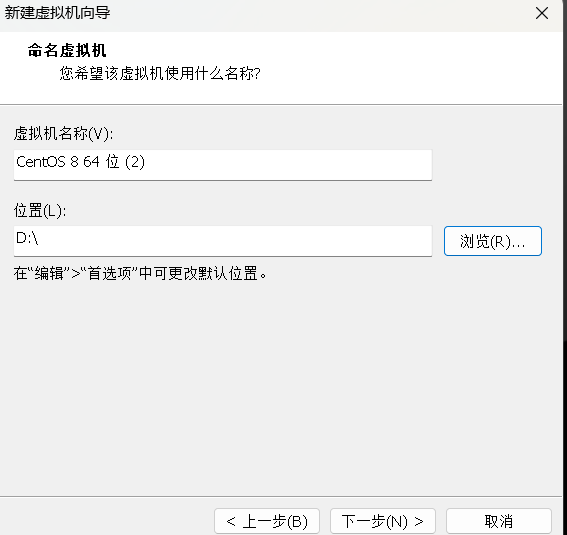 新建虚拟机向导
命名虚拟机
您希望该虚拟机使用什么名称?
虚拟机名称(V):
CentOS 8 64 位 (2)
位置(L):
D:\
浏览(R)...
在“编辑”>“首选项”中可更改默认位置。
< 上一步(B)
下一步(N) >
取消